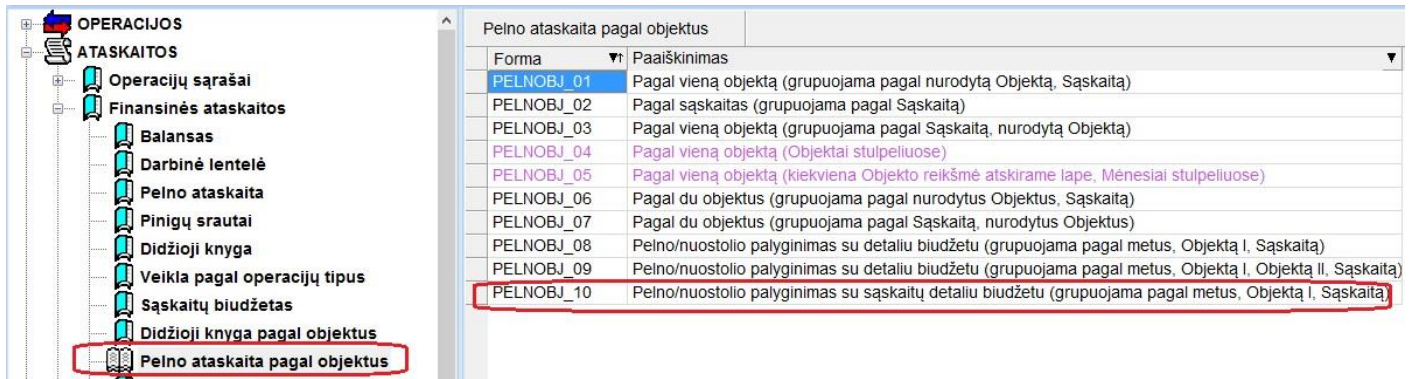 OPERACIJOS
ATASKAITOS
Operacijų sąrašai
Finansinės ataskaitos
Balansas
Darbinė lentelė
Pelno ataskaita
Pinigų srautai
Didžioji knyga
Veikla pagal operacijų tipus
Sąskaitų biudžetas
Didžioji knyga pagal objektus
Pelno ataskaita pagal objektus
Pelno ataskaita pagal objektus
Forma Paaiškinimas
PELNOBJ_01 Pagal vieną objektą (grupuojama pagal nurodytą Objektą, Sąskaitą)
PELNOBJ_02 Pagal sąskaitas (grupuojama pagal Sąskaitą)
PELNOBJ_03 Pagal vieną objektą (grupuojama pagal Sąskaitą, nurodytą Objektą)
PELNOBJ_04 Pagal vieną objektą (Objektai stulpeliuose)
PELNOBJ_05 Pagal vieną objektą (kiekviena Objekto reikšmė atskirame lape, Mėnesiai stulpeliuose)
PELNOBJ_06 Pagal du objektus (grupuojama pagal nurodytus Objektus, Sąskaitą)
PELNOBJ_07 Pagal du objektus (grupuojama pagal Sąskaitą, nurodytus Objektus)
PELNOBJ_08 Pelno/nuostolio palyginimas su detaliu biudžetu (grupuojama pagal metus, Objektą I, Sąskaitą)
PELNOBJ_09 Pelno/nuostolio palyginimas su detaliu biudžetu (grupuojama pagal metus, Objektą I, Objektą II, Sąskaitą)
PELNOBJ_10 Pelno/nuostolio palyginimas su sąskaitų detaliu biudžetu (grupuojama pagal metus, Objektą I, Sąskaitą)